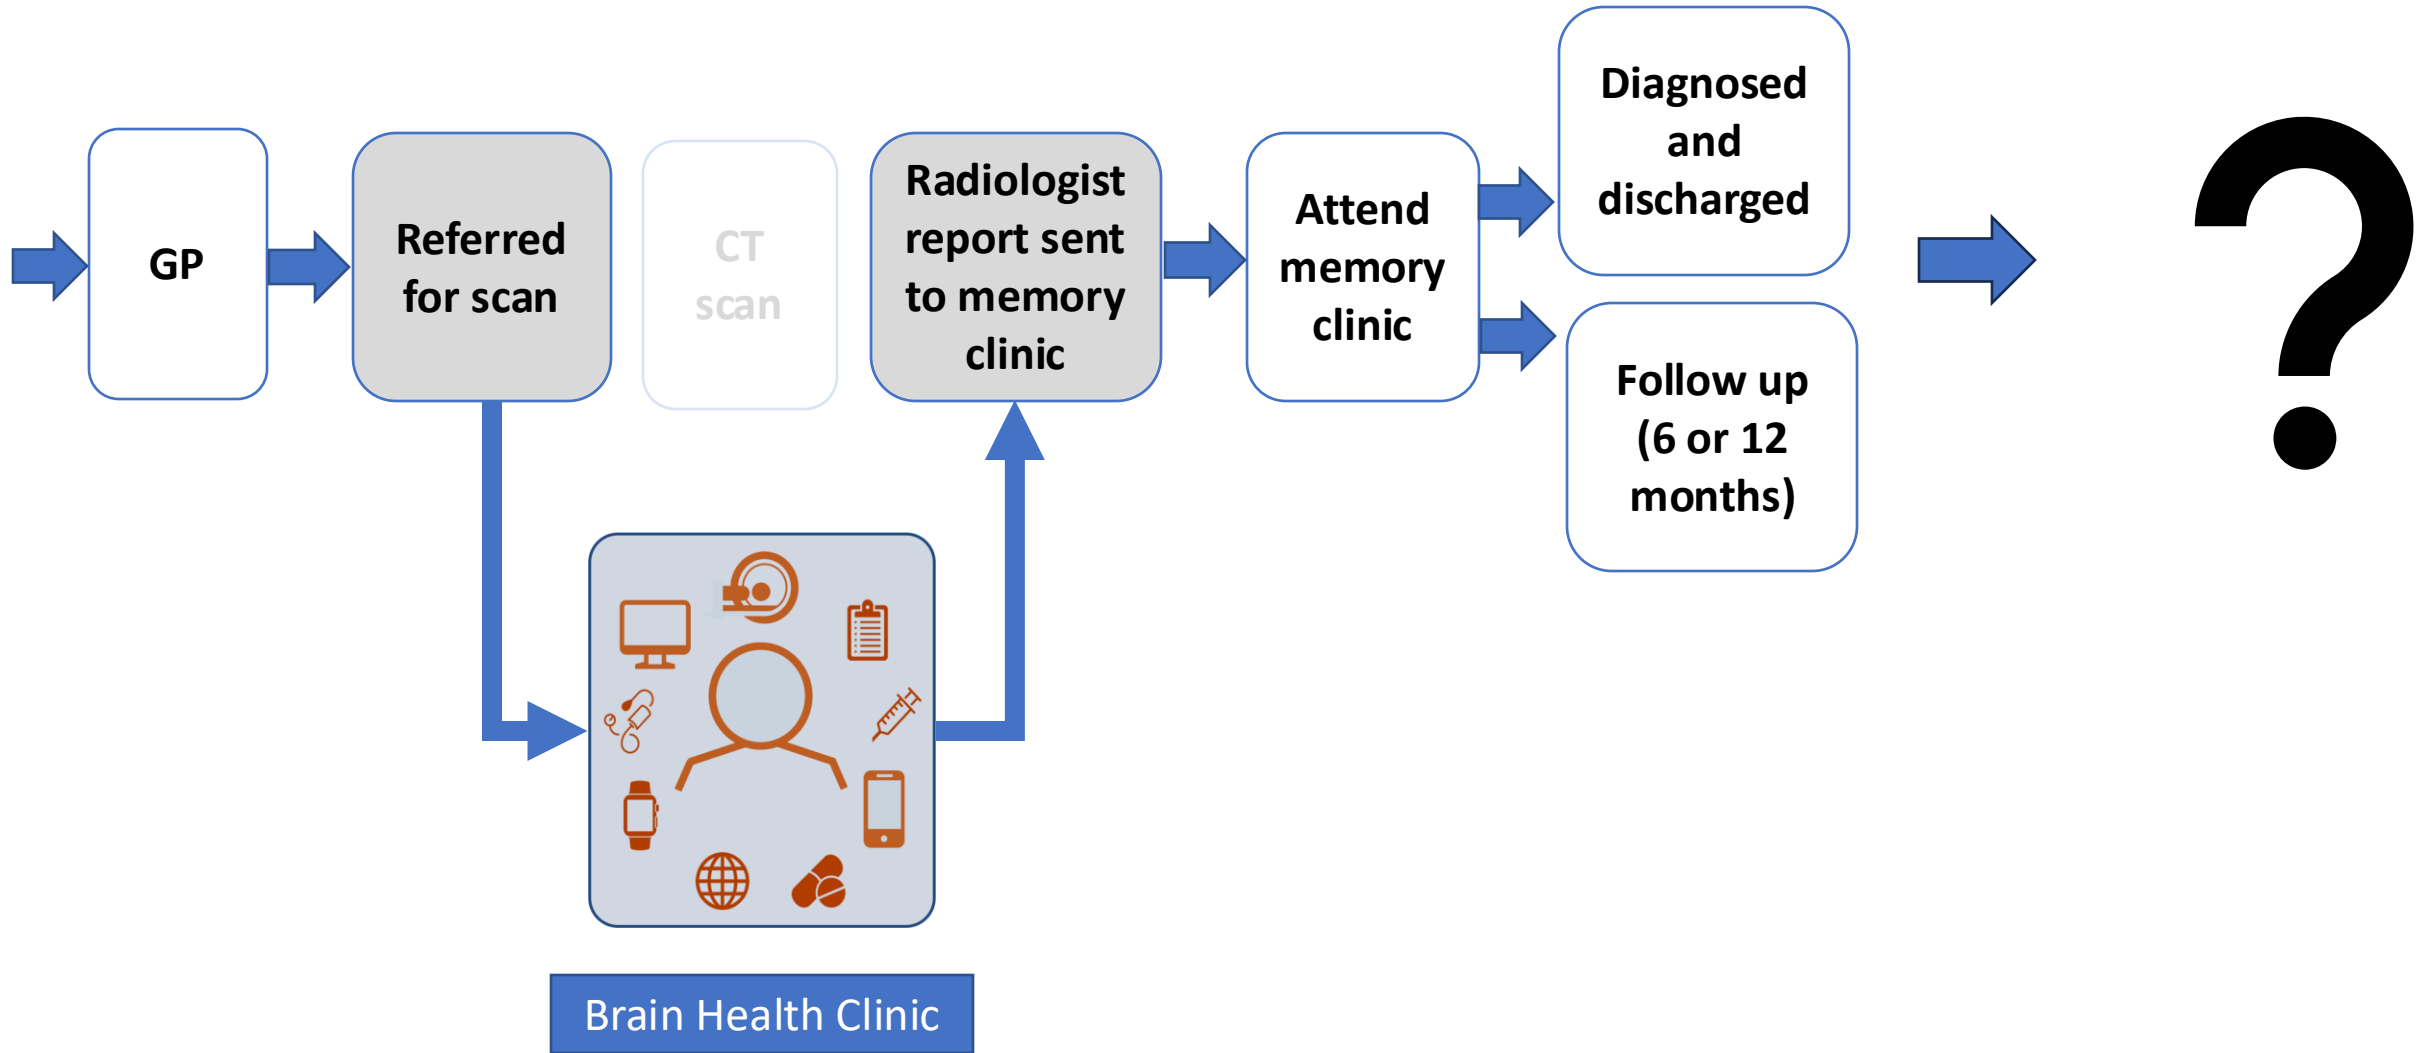 GP
Referred
for scan
CT
scan
Radiologist
report sent
to memory
clinic
Attend
memory
clinic
Diagnosed
and
discharged
Follow up
(6 or 12
months)
?
Brain Health Clinic